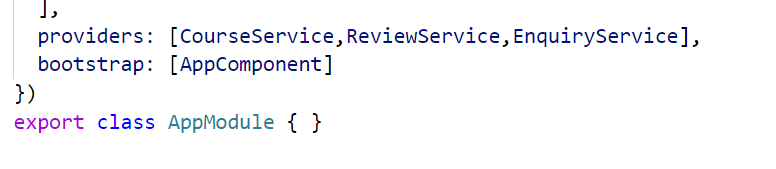 ],
providers: [CourseService,ReviewService,EnquiryService],
bootstrap: [AppComponent]
})
export class AppModule { }